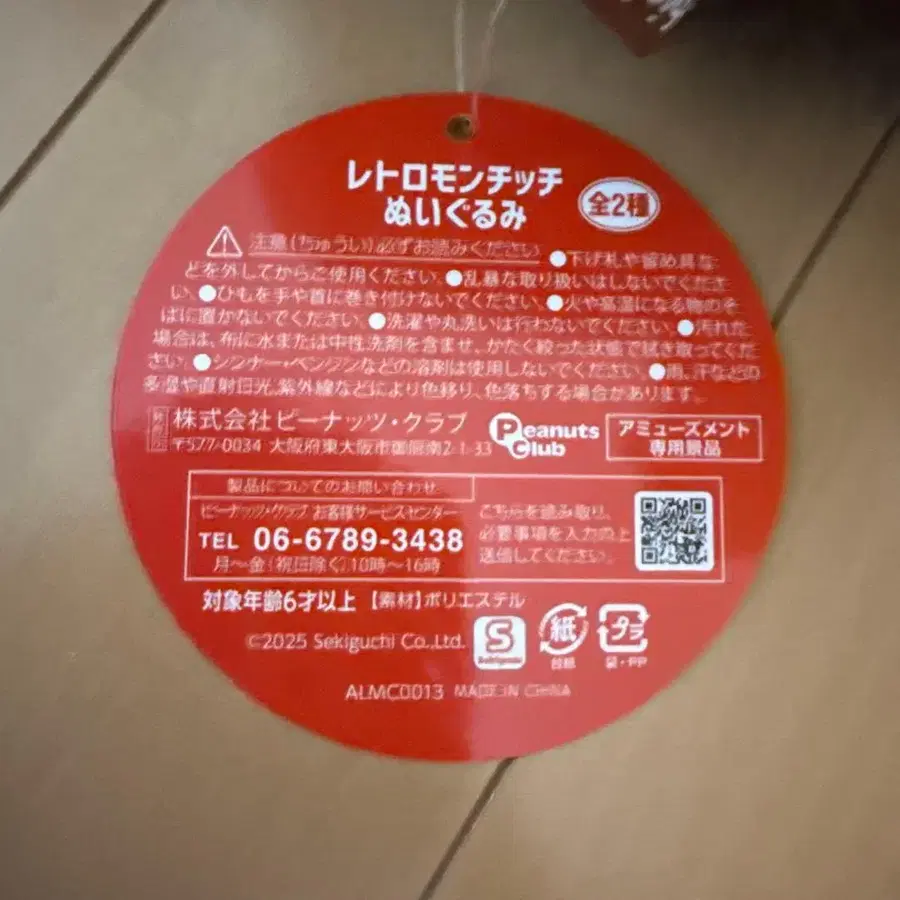 レトロモンチッチ
ぬいぐるみ
全2種
注意(ちゅうい)必ずお読みください
●下げ札や留め具な
どを外してからご使用ください。●乱暴な取り扱いはしないでくださ
い。●ひもを手や首に巻き付けないでください。●火や高温になる物のそ
ばに置かないでください。●洗濯や丸洗いは行わないでください。●汚れた
場合は、布に水または中性洗剤を含ませ、かたく絞った状態で拭き取ってくだ
さい。●シンナー・ベンジンなどの溶剤は使用しないでください。●雨、汗などの
多湿や直射日光、紫外線などにより色移り、色落ちする場合があります。
株式会社ピーナッツ・クラブ
〒577-0034 大阪府東大阪市御厨南2-1-33
Peanuts
Club
アミューズメント
専用景品
製品についてのお問い合わせ
ピーナッツ・クラブ お客様サービスセンター
TEL 06-6789-3438
月〜金(祝日除く)10時〜16時
こちらを読み取り、
必要事項を入力の上
送信してください。
対象年齢6才以上 【素材】ポリエステル
©2025 Sekiguchi Co.,Ltd.
S
Sekiguchi
紙
台紙
プラ
袋・PP
ALMC0013 MADE IN CHINA